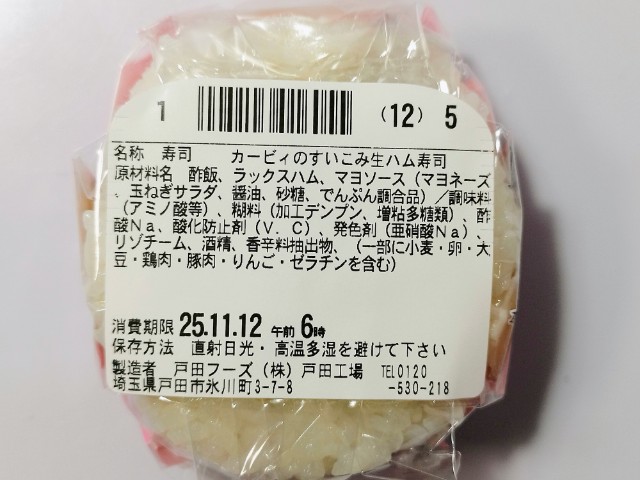 1 (12) 5
名称 寿司 カービィのすいこみ生ハム寿司
原材料名 酢飯、ラックスハム、マヨソース(マヨネーズ
、玉ねぎサラダ、醬油、砂糖、でんぷん調合品)/調味料
(アミノ酸等)、糊料(加工デンプン、増粘多糖類)、酢
酸Na、酸化防止剤(V.C)、発色剤(亜硝酸Na)、
リゾチーム、酒精、香辛料抽出物、(一部に小麦・卵・大
豆・鶏肉・豚肉・りんご・ゼラチンを含む)
消費期限 25.11.12 午前 6時
保存方法 直射日光・高温多湿を避けて下さい
製造者 戸田フーズ(株)戸田工場 TEL0120
埼玉県戸田市氷川町3-7-8 -530-218